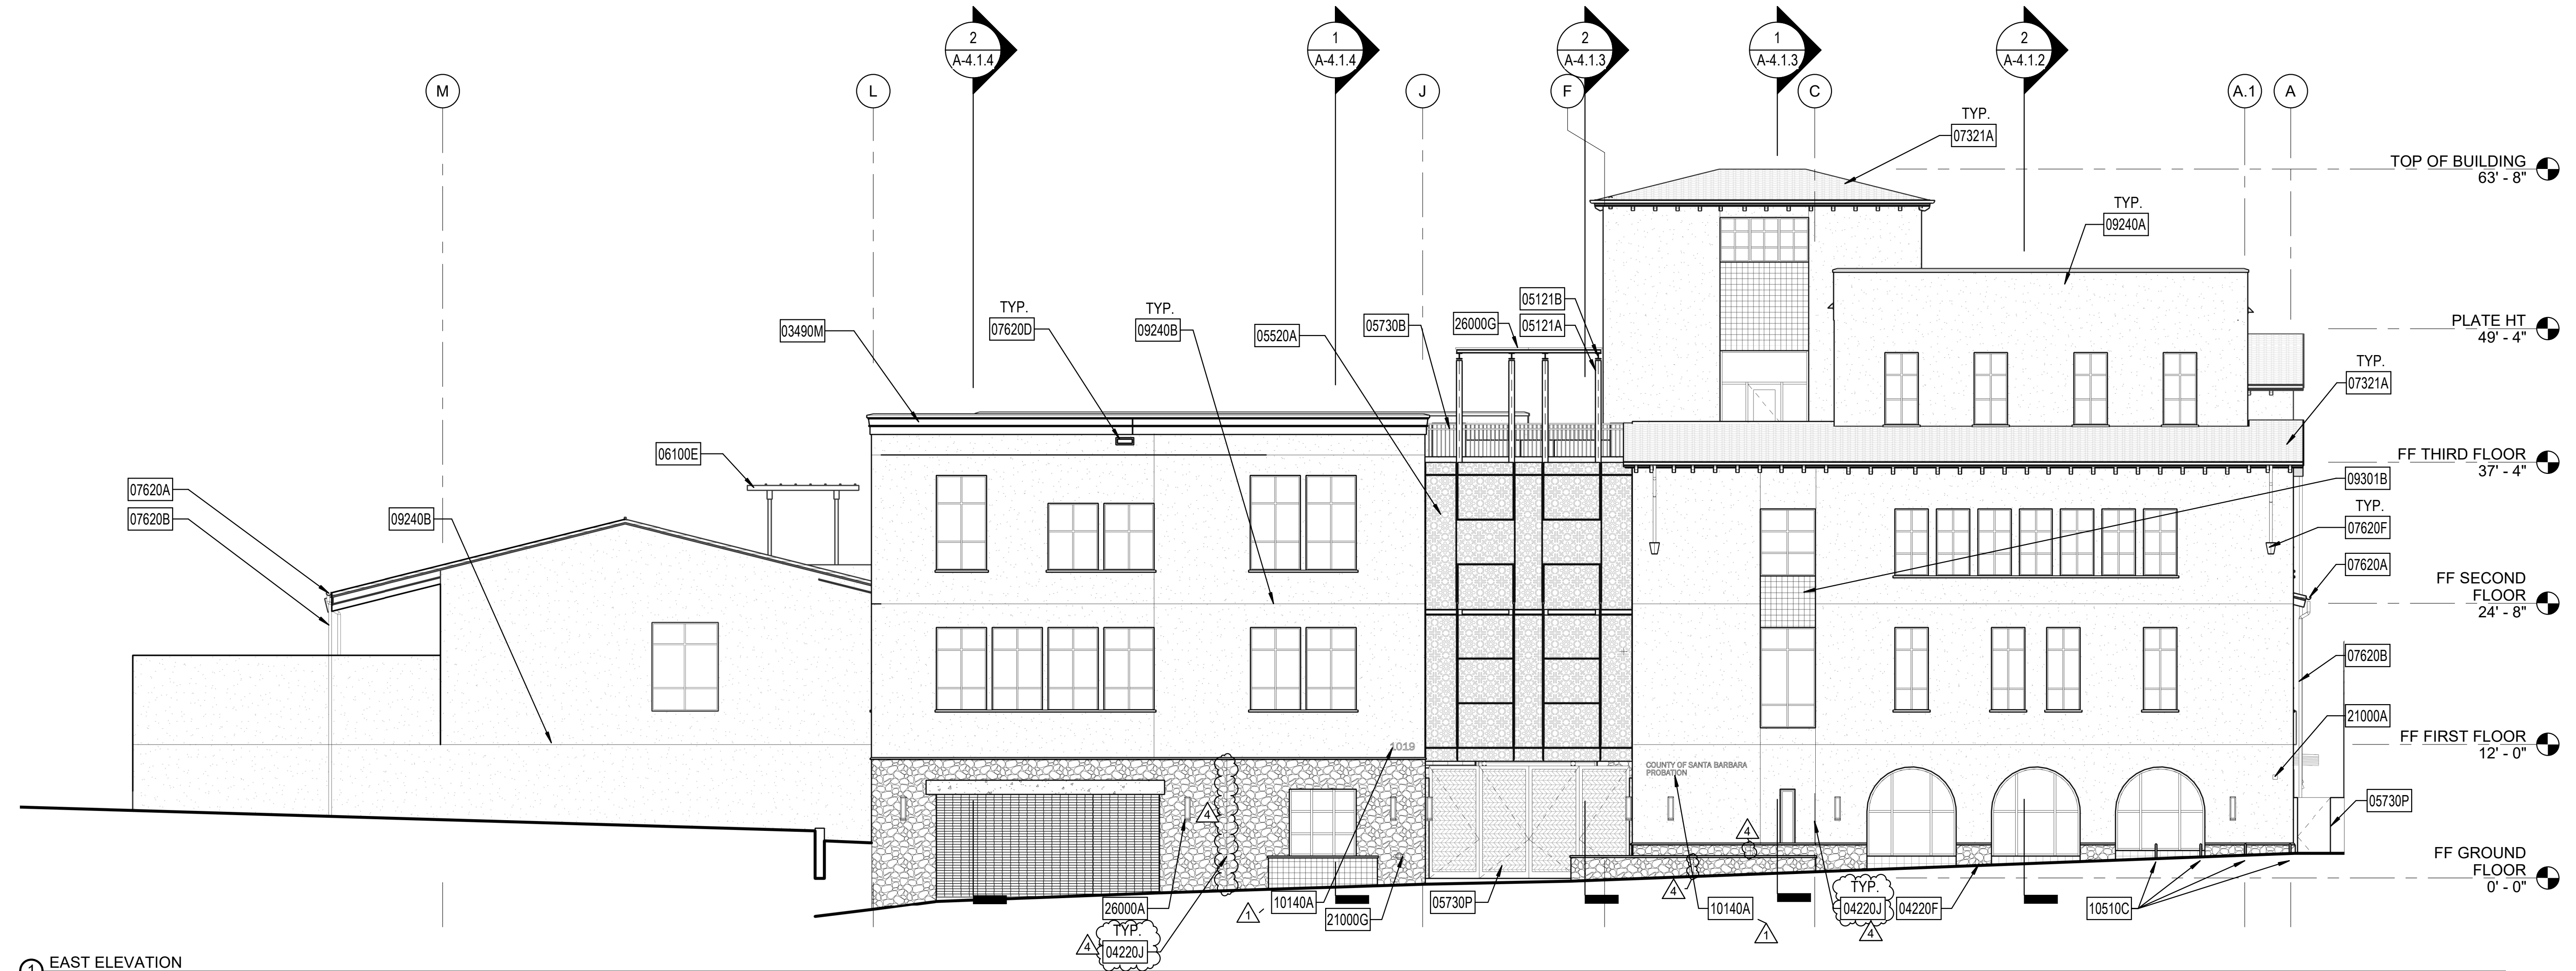 2
A-4.1.4
1
A-4.1.4
2
A-4.1.3
1
A-4.1.3
2
A-4.1.2
M
L
J
F
C
A.1
A
TYP.
07321A
TOP OF BUILDING
63' - 8"
TYP.
09240A
03490M
TYP.
07620D
TYP.
09240B
05520A
05730B
26000G
05121B
05121A
PLATE HT
49' - 4"
TYP.
07321A
06100E
FF THIRD FLOOR
37' - 4"
09301B
07620A
07620B
09240B
TYP.
07620F
07620A
FF SECOND
FLOOR
24' - 8"
07620B
21000A
FF FIRST FLOOR
12' - 0"
1019
COUNTY OF SANTA BARBARA
PROBATION
05730P
4
4
FF GROUND
FLOOR
0' - 0"
26000A
1
10140A
21000G
05730P
4
10140A
1
TYP.
04220J
4
04220F
10510C
4
TYP.
04220J
1
EAST ELEVATION